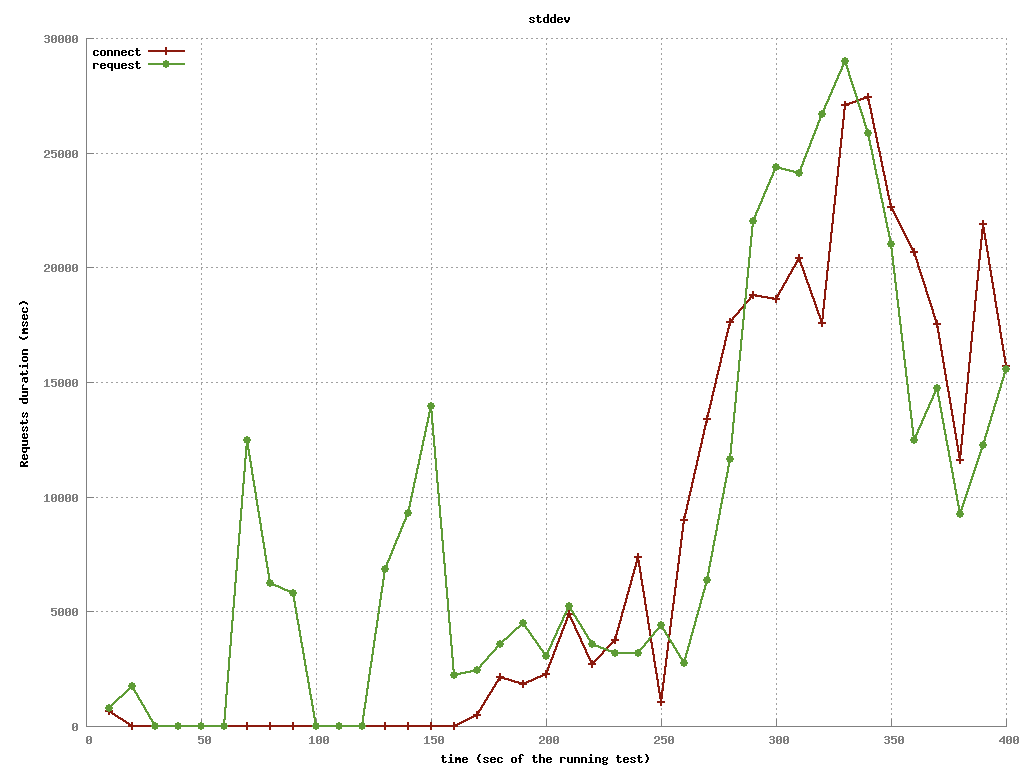 stddev
30000
connect
request
25000
20000
Requests duration (msec)
15000
10000
5000
0
0 50 100 150 200 250 300 350 400
time (sec of the running test)